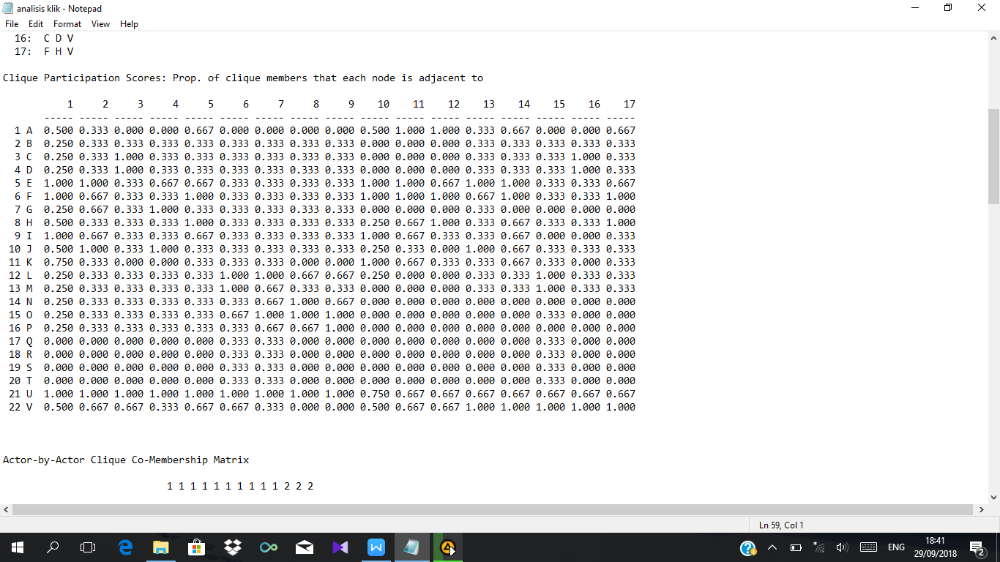 analisis klik - Notepad
File Edit Format View Help
16: C D V
17: F H V
Clique Participation Scores: Prop. of clique members that each node is adjacent to
1 2 3 4 5 6 7 8 9 10 11 12 13 14 15 16 17
----- ----- ----- ----- ----- ----- ----- ----- ----- ----- ----- ----- ----- ----- ----- ----- -----
1 A 0.500 0.333 0.000 0.000 0.667 0.000 0.000 0.000 0.000 0.500 1.000 1.000 0.333 0.667 0.000 0.000 0.667
2 B 0.250 0.333 0.333 0.333 0.333 0.333 0.333 0.333 0.333 0.000 0.000 0.000 0.333 0.333 0.333 0.333 0.333
3 C 0.250 0.333 1.000 0.333 0.333 0.333 0.333 0.333 0.333 0.000 0.000 0.000 0.333 0.333 0.333 1.000 0.333
4 D 0.250 0.333 1.000 0.333 0.333 0.333 0.333 0.333 0.333 0.000 0.000 0.000 0.333 0.333 0.333 1.000 0.333
5 E 1.000 1.000 0.333 0.667 0.667 0.333 0.333 0.333 0.333 1.000 1.000 0.667 1.000 1.000 0.333 0.333 0.667
6 F 1.000 0.667 0.333 0.333 1.000 0.333 0.333 0.333 0.333 1.000 1.000 1.000 0.667 1.000 0.333 0.333 1.000
7 G 0.250 0.667 0.333 1.000 0.333 0.333 0.333 0.333 0.333 0.000 0.000 0.000 0.333 0.000 0.000 0.000 0.000
8 H 0.500 0.333 0.333 0.333 1.000 0.333 0.333 0.333 0.333 0.250 0.667 1.000 0.333 0.667 0.333 0.333 1.000
9 I 1.000 0.667 0.333 0.333 0.667 0.333 0.333 0.333 0.333 1.000 0.667 0.333 0.333 0.667 0.000 0.000 0.333
10 J 0.500 1.000 0.333 1.000 0.333 0.333 0.333 0.333 0.333 0.250 0.333 0.000 1.000 0.667 0.333 0.333 0.333
11 K 0.750 0.333 0.000 0.000 0.333 0.333 0.333 0.000 0.000 1.000 0.667 0.333 0.333 0.667 0.333 0.000 0.333
12 L 0.250 0.333 0.333 0.333 0.333 1.000 1.000 0.667 0.667 0.250 0.000 0.000 0.333 0.333 1.000 0.333 0.333
13 M 0.250 0.333 0.333 0.333 0.333 1.000 0.667 0.333 0.333 0.000 0.000 0.000 0.333 0.333 1.000 0.333 0.333
14 N 0.250 0.333 0.333 0.333 0.333 0.333 0.667 1.000 0.667 0.000 0.000 0.000 0.000 0.000 0.000 0.000 0.000
15 O 0.250 0.333 0.333 0.333 0.333 0.667 1.000 1.000 1.000 0.000 0.000 0.000 0.000 0.000 0.333 0.000 0.000
16 P 0.250 0.333 0.333 0.333 0.333 0.333 0.667 0.667 1.000 0.000 0.000 0.000 0.000 0.000 0.000 0.000 0.000
17 Q 0.000 0.000 0.000 0.000 0.000 0.333 0.333 0.000 0.000 0.000 0.000 0.000 0.000 0.000 0.333 0.000 0.000
18 R 0.000 0.000 0.000 0.000 0.000 0.333 0.333 0.000 0.000 0.000 0.000 0.000 0.000 0.000 0.333 0.000 0.000
19 S 0.000 0.000 0.000 0.000 0.000 0.333 0.333 0.000 0.000 0.000 0.000 0.000 0.000 0.000 0.333 0.000 0.000
20 T 0.000 0.000 0.000 0.000 0.000 0.333 0.333 0.000 0.000 0.000 0.000 0.000 0.000 0.000 0.333 0.000 0.000
21 U 1.000 1.000 1.000 1.000 1.000 1.000 1.000 1.000 1.000 0.750 0.667 0.667 0.667 0.667 0.667 0.667 0.667
22 V 0.500 0.667 0.667 0.333 0.667 0.667 0.333 0.000 0.000 0.500 0.667 0.667 1.000 1.000 1.000 1.000 1.000
Actor-by-Actor Clique Co-Membership Matrix
1 1 1 1 1 1 1 1 1 1 2 2 2
Ln 59, Col 1
ENG
18:41
29/09/2018
2